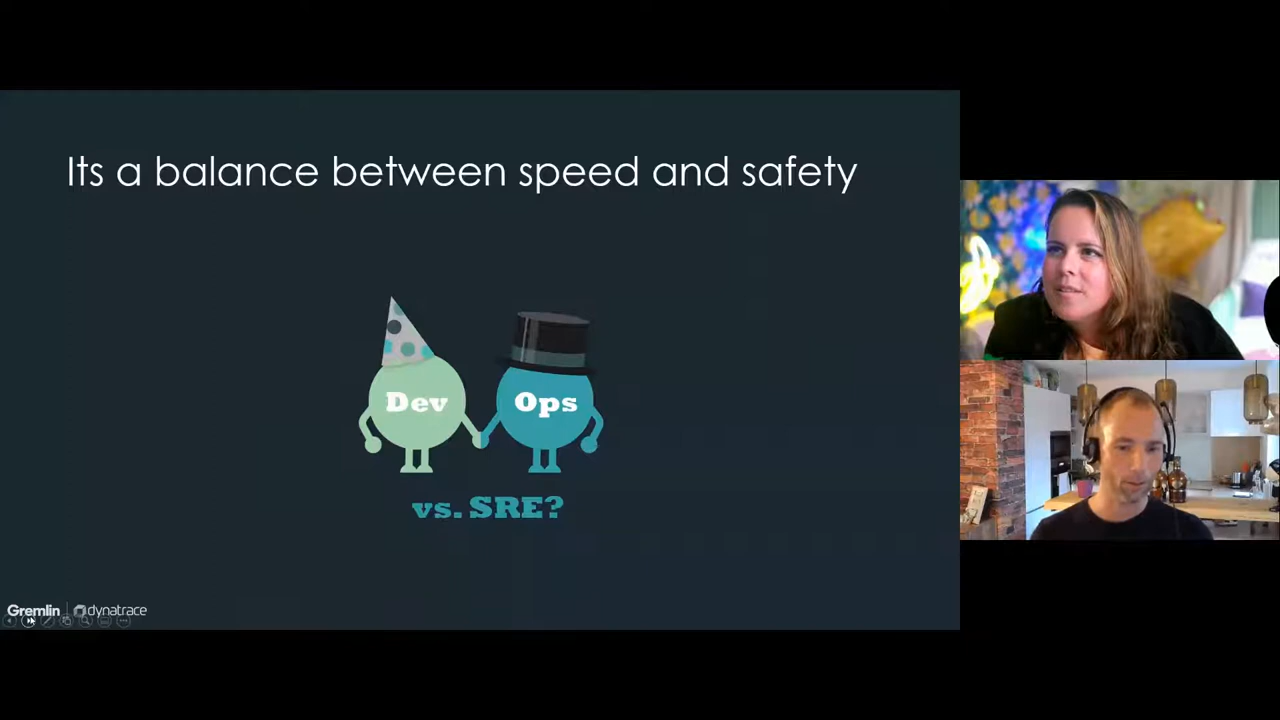 Its a balance between speed and safety
Dev Ops
vs. SRE?
Gremlin dynatrace